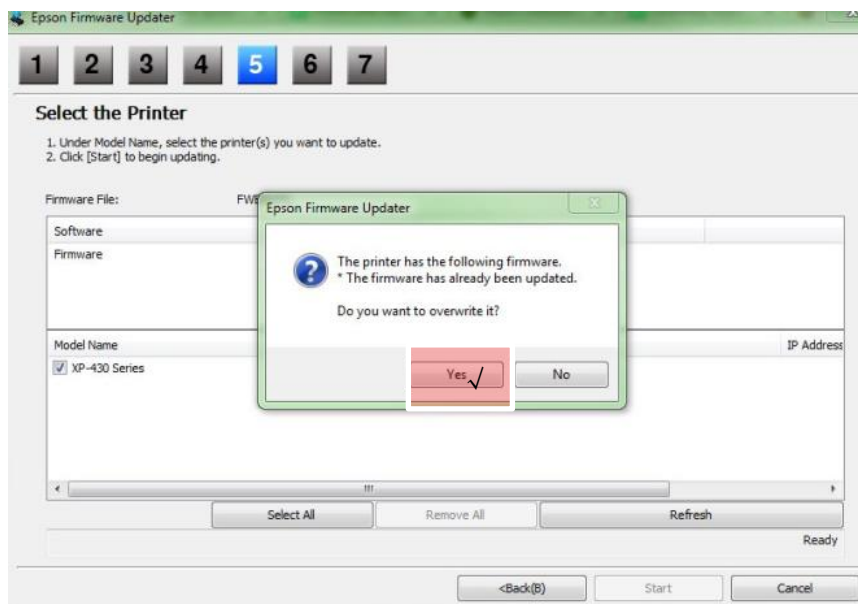 Epson Firmware Updater
1 2 3 4 5 6 7
Select the Printer
1. Under Model Name, select the printer(s) you want to update.
2. Click [Start] to begin updating.
Firmware File:
Software
Firmware
Epson Firmware Updater
The printer has the following firmware.
* The firmware has already been updated.
Do you want to overwrite it?
Yes √ No
Model Name IP Address
XP-430 Series
Select All Remove All Refresh
Ready
<Back(B) Start Cancel